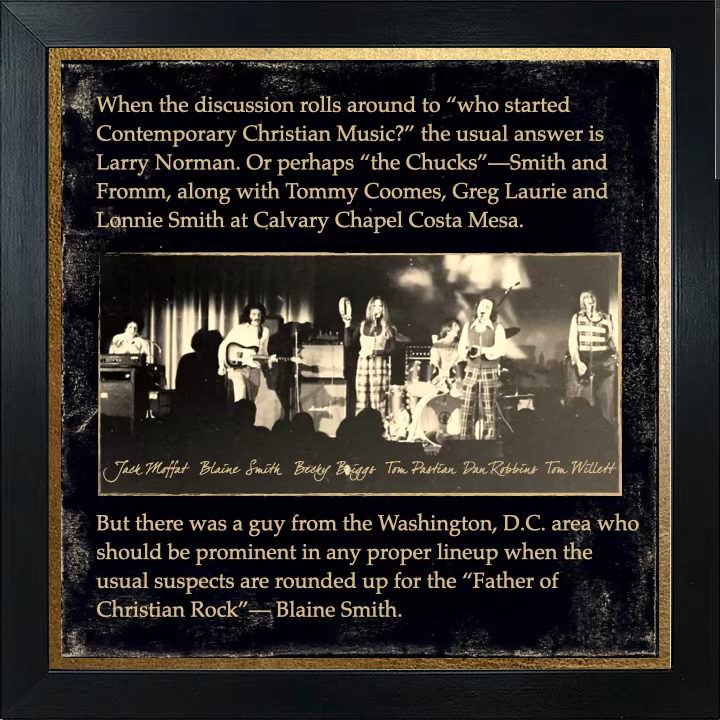 When the discussion rolls around to “who started
Contemporary Christian Music?” the usual answer is
Larry Norman. Or perhaps “the Chucks”—Smith and
Fromm, along with Tommy Coomes, Greg Laurie and
Lonnie Smith at Calvary Chapel Costa Mesa.
Jack Moffat Blaine Smith Becky Briggs Tom Pastian Dan Robbins Tom Willett
But there was a guy from the Washington, D.C. area who
should be prominent in any proper lineup when the
usual suspects are rounded up for the “Father of
Christian Rock”— Blaine Smith.